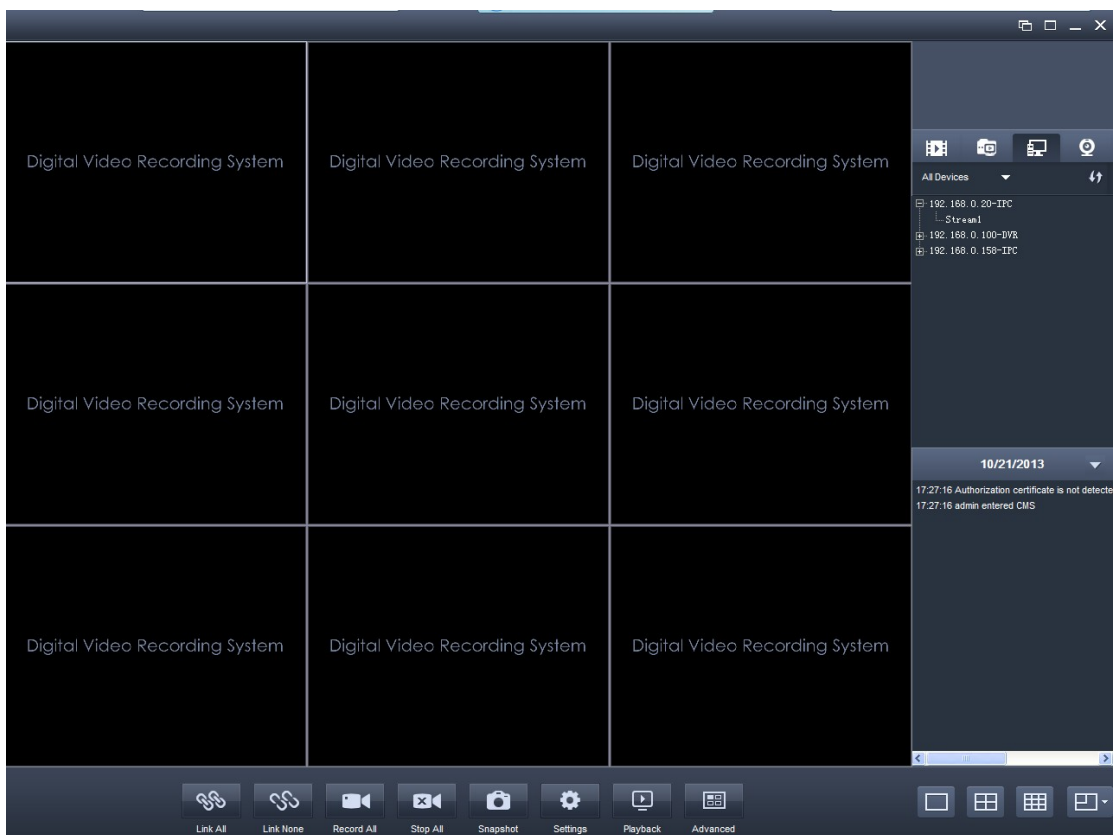 Digital Video Recording System
Digital Video Recording System
Digital Video Recording System
Digital Video Recording System
Digital Video Recording System
Digital Video Recording System
Digital Video Recording System
Digital Video Recording System
Digital Video Recording System
All Devices
192.168.0.20-IPC
Stream1
192.168.0.100-DVR
192.168.0.158-IPC
10/21/2013
17:27:16 Authorization certificate is not detecte
17:27:16 admin entered CMS
Link All
Link None
Record All
Stop All
Snapshot
Settings
Playback
Advanced